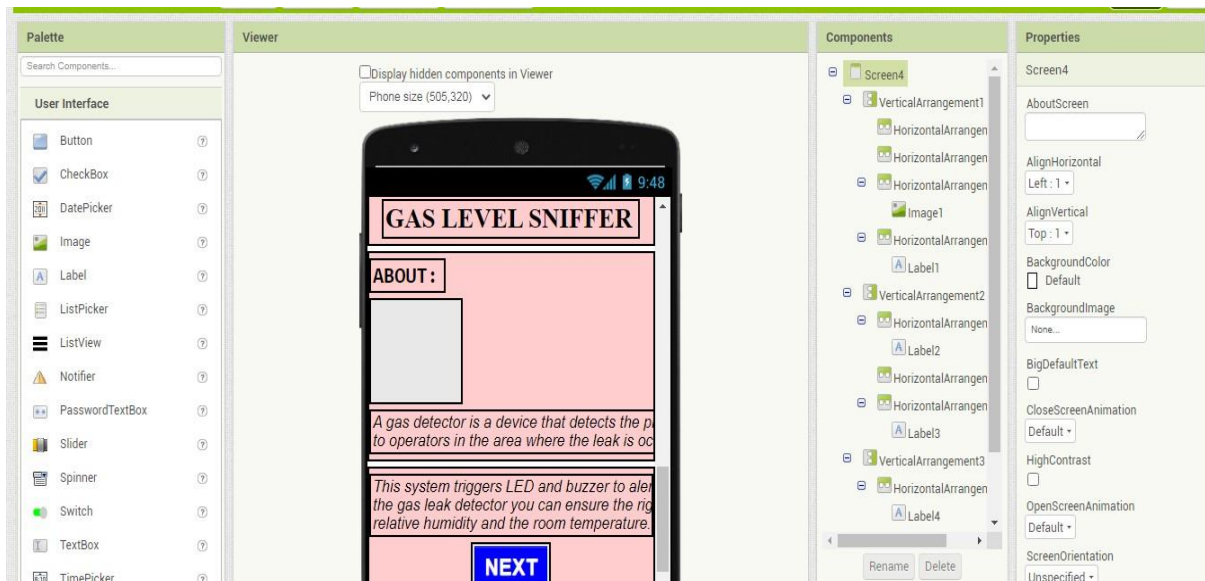 Palette
Search Components...
User Interface
Button
CheckBox
DatePicker
Image
Label
ListPicker
ListView
Notifier
PasswordTextBox
Slider
Spinner
Switch
TextBox
TimePicker
Viewer
Display hidden components in Viewer
Phone size (505,320)
9:48
GAS LEVEL SNIFFER
ABOUT:
A gas detector is a device that detects the
to operators in the area where the leak is
This system triggers LED and buzzer to
the gas leak detector you can ensure the
relative humidity and the room temperature.
NEXT
Components
Screen4
VerticalArrangement1
HorizontalArrangen
HorizontalArrangen
HorizontalArrangen
Image1
HorizontalArrangen
Label1
VerticalArrangement2
HorizontalArrangen
Label2
HorizontalArrangen
HorizontalArrangen
Label3
VerticalArrangement3
HorizontalArrangen
Label4
Rename Delete
Properties
Screen4
AboutScreen
AlignHorizontal
Left : 1
AlignVertical
Top : 1
BackgroundColor
Default
BackgroundImage
None...
BigDefaultText
CloseScreenAnimation
Default
HighContrast
OpenScreenAnimation
Default
ScreenOrientation
Unspecified